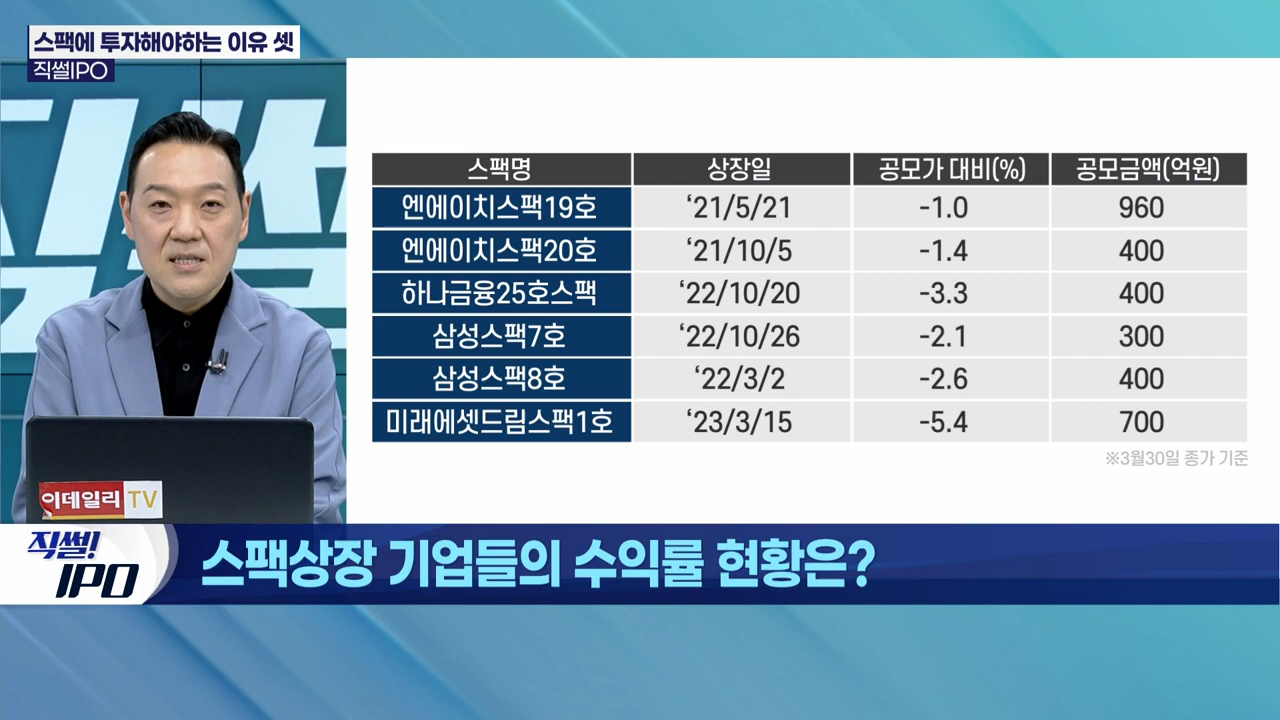 스팩에 투자해야하는 이유 셋
직썰IPO
스팩명 상장일 공모가 대비(%) 공모금액(억원)
엔에이치스팩19호 ‘21/5/21 -1.0 960
엔에이치스팩20호 ‘21/10/5 -1.4 400
하나금융25호스팩 ‘22/10/20 -3.3 400
삼성스팩7호 ‘22/10/26 -2.1 300
삼성스팩8호 ‘22/3/2 -2.6 400
미래에셋드림스팩1호 ‘23/3/15 -5.4 700
※3월30일 종가 기준
이데일리 TV
직썰!
IPO
스팩상장 기업들의 수익률 현황은?